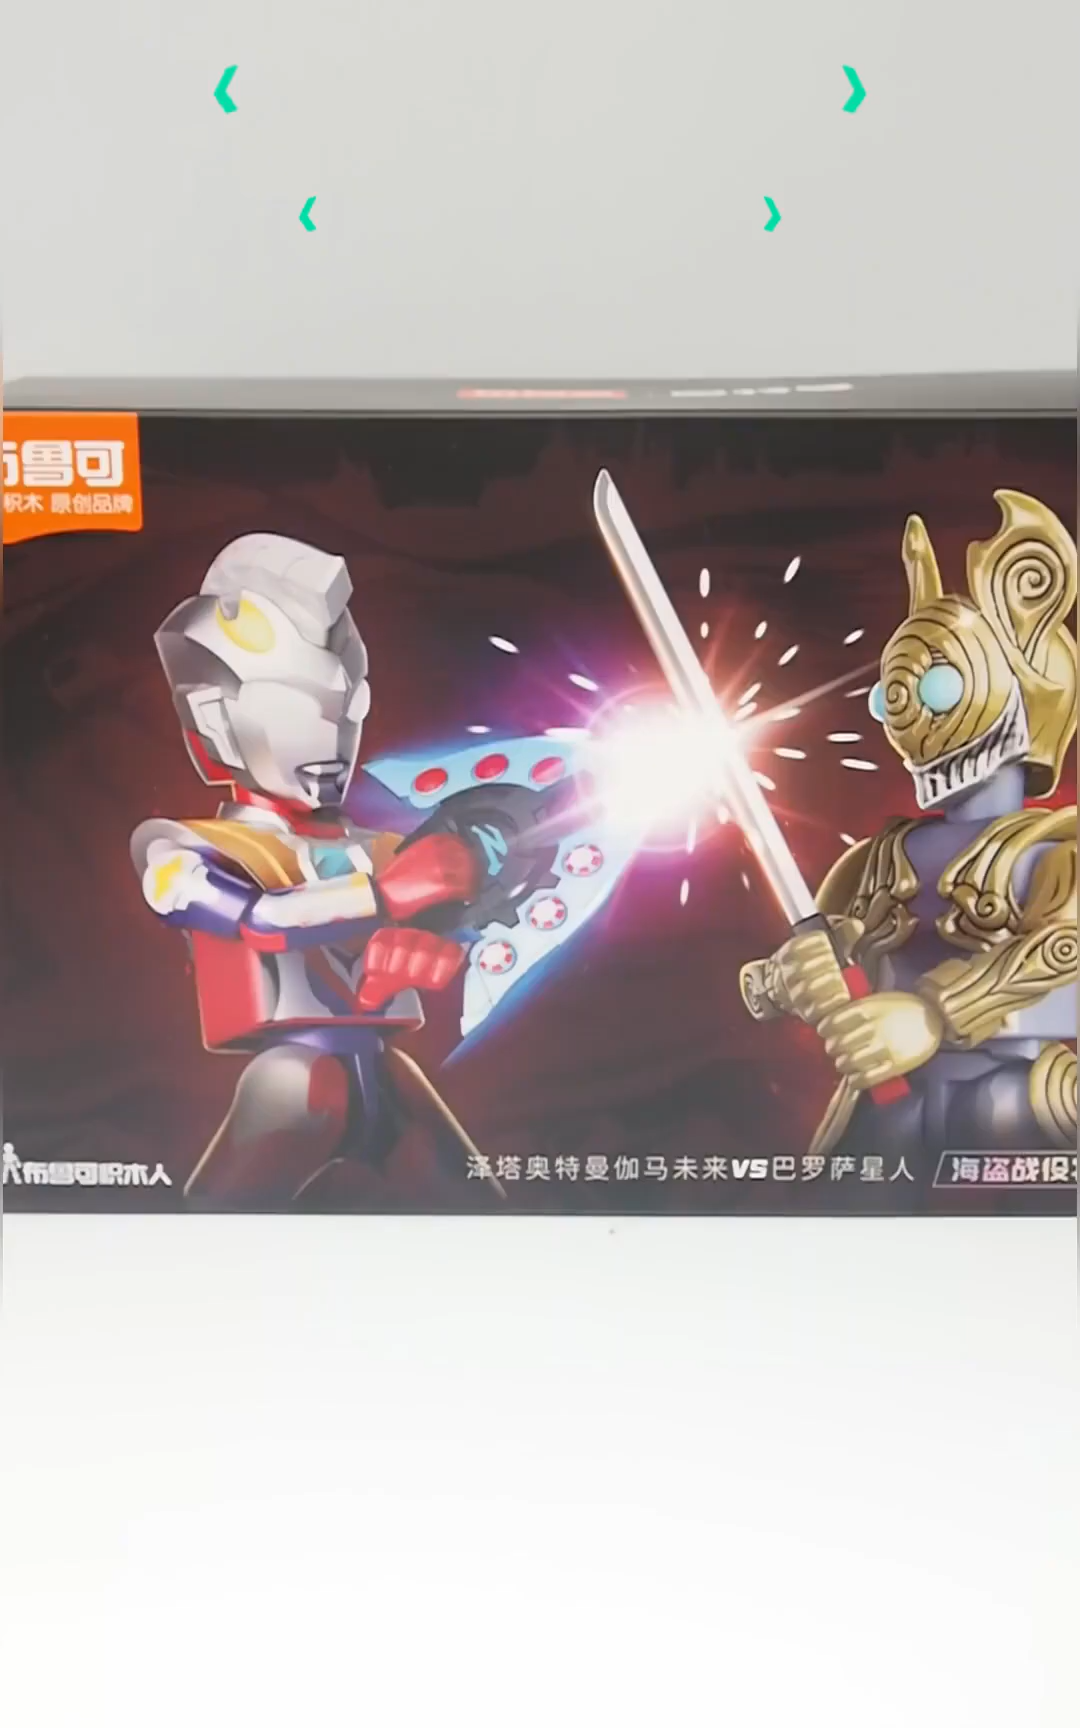 布鲁可
积木 原创品牌
Z
布鲁可积木人
泽塔奥特曼伽马未来VS巴罗萨星人
海盗战役